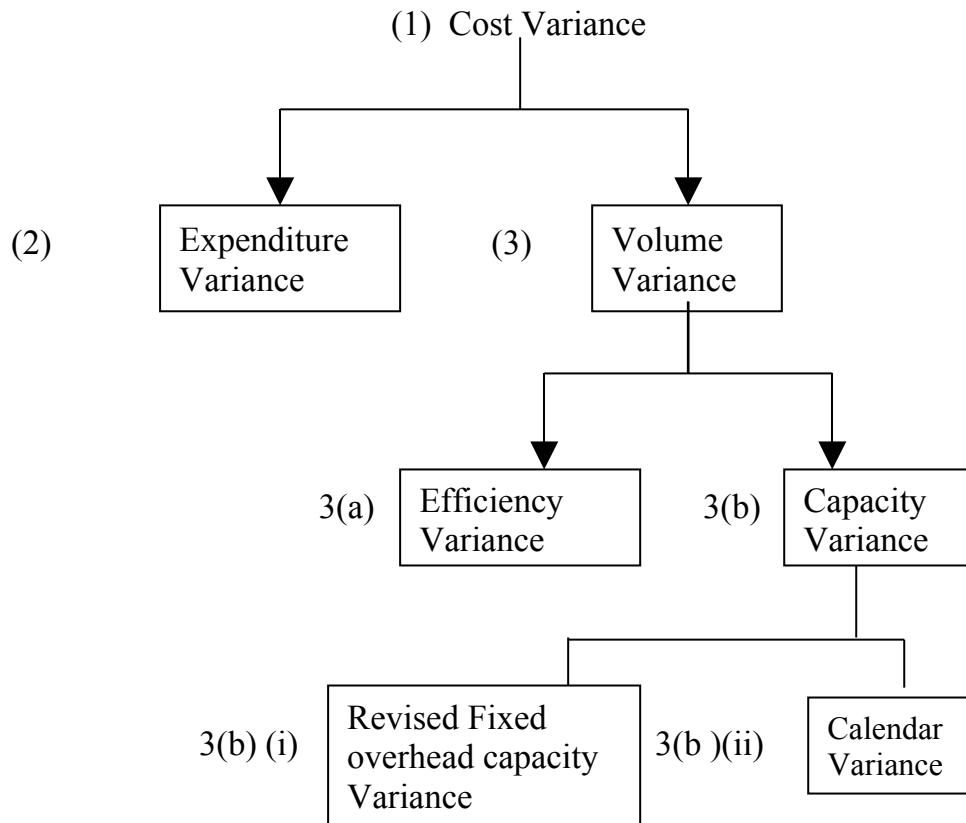 (1) Cost Variance
(2)
Expenditure
Variance
(3)
Volume
Variance
3(a)
Efficiency
Variance
3(b)
Capacity
Variance
3(b) (i)
Revised Fixed
overhead capacity
Variance
3(b )(ii)
Calendar
Variance